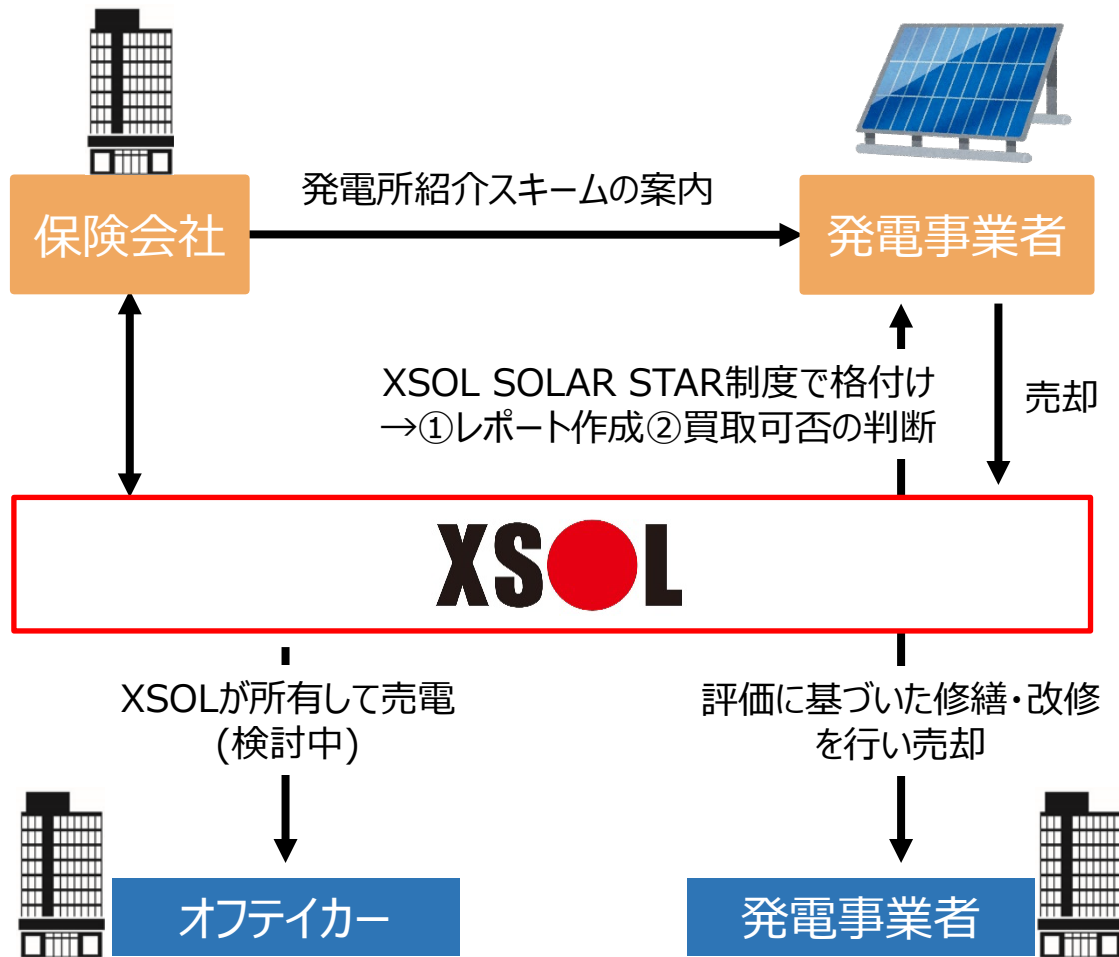 発電所紹介スキームの案内
保険会社
発電事業者
XSOL SOLAR STAR制度で格付け
→①レポート作成②買取可否の判断
売却
XSOL
XSOLが所有して売電
(検討中)
評価に基づいた修繕・改修
を行い売却
オフテイカー
発電事業者